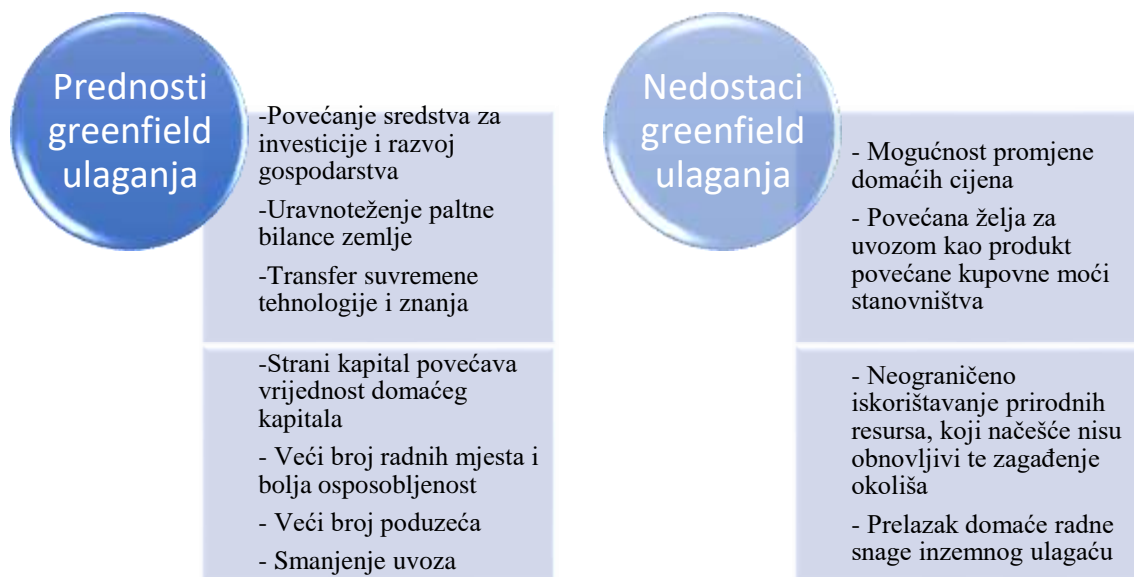 Prednosti
greenfield
ulaganja
-Povećanje sredstva za
investicije i razvoj
gospodarstva
-Uravnoteženje paltne
bilance zemlje
-Transfer suvremene
tehnologije i znanja
-Strani kapital povećava
vrijednost domaćeg
kapitala
- Veći broj radnih mjesta i
bolja osposobljenost
- Veći broj poduzeća
- Smanjenje uvoza
Nedostaci
greenfield
ulaganja
- Mogućnost promjene
domaćih cijena
- Povećana želja za
uvozom kao produkt
povećane kupovne moći
stanovništva
- Neograničeno
iskorištavanje prirodnih
resursa, koji načešće nisu
obnovljivi te zagađenje
okoliša
- Prelazak domaće radne
snage inzemnog ulagaću